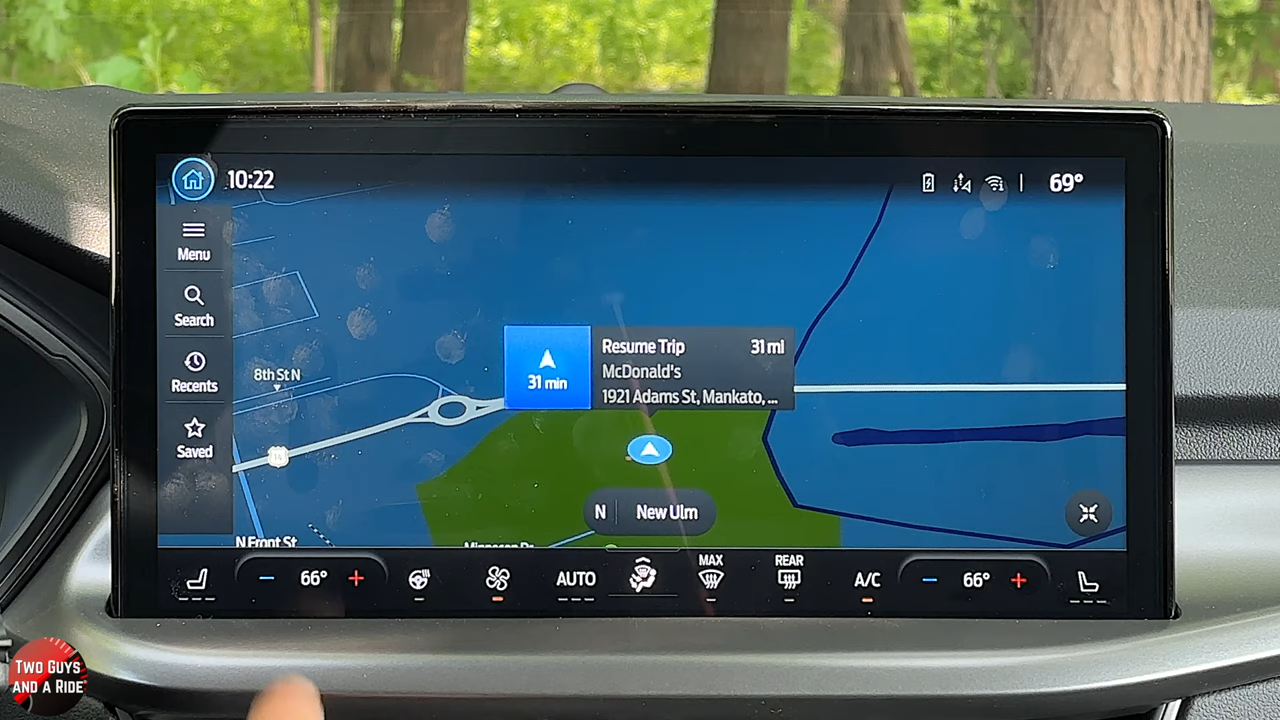 10:22
69°
Menu
Search
Recents
Saved
8th St N
14
31 min
Resume Trip 31 mi
McDonald's
1921 Adams St, Mankato, ...
N New Ulm
N Front St
66°
AUTO
MAX
REAR
A/C
66°
TWO GUYS
AND A RIDE